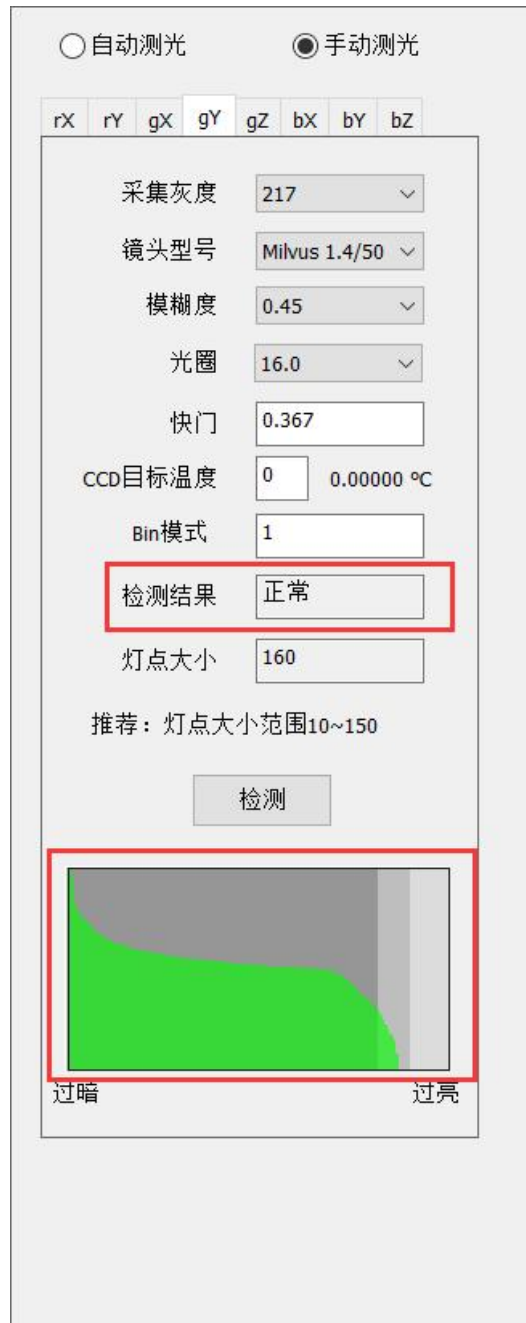 自动测光 手动测光
rX rY gX gY gZ bX bY bZ
采集灰度 217
镜头型号 Milvus 1.4/50
模糊度 0.45
光圈 16.0
快门 0.367
CCD目标温度 0 0.00000 ºC
Bin模式 1
检测结果 正常
灯点大小 160
推荐：灯点大小范围10~150
检测
过暗 过亮